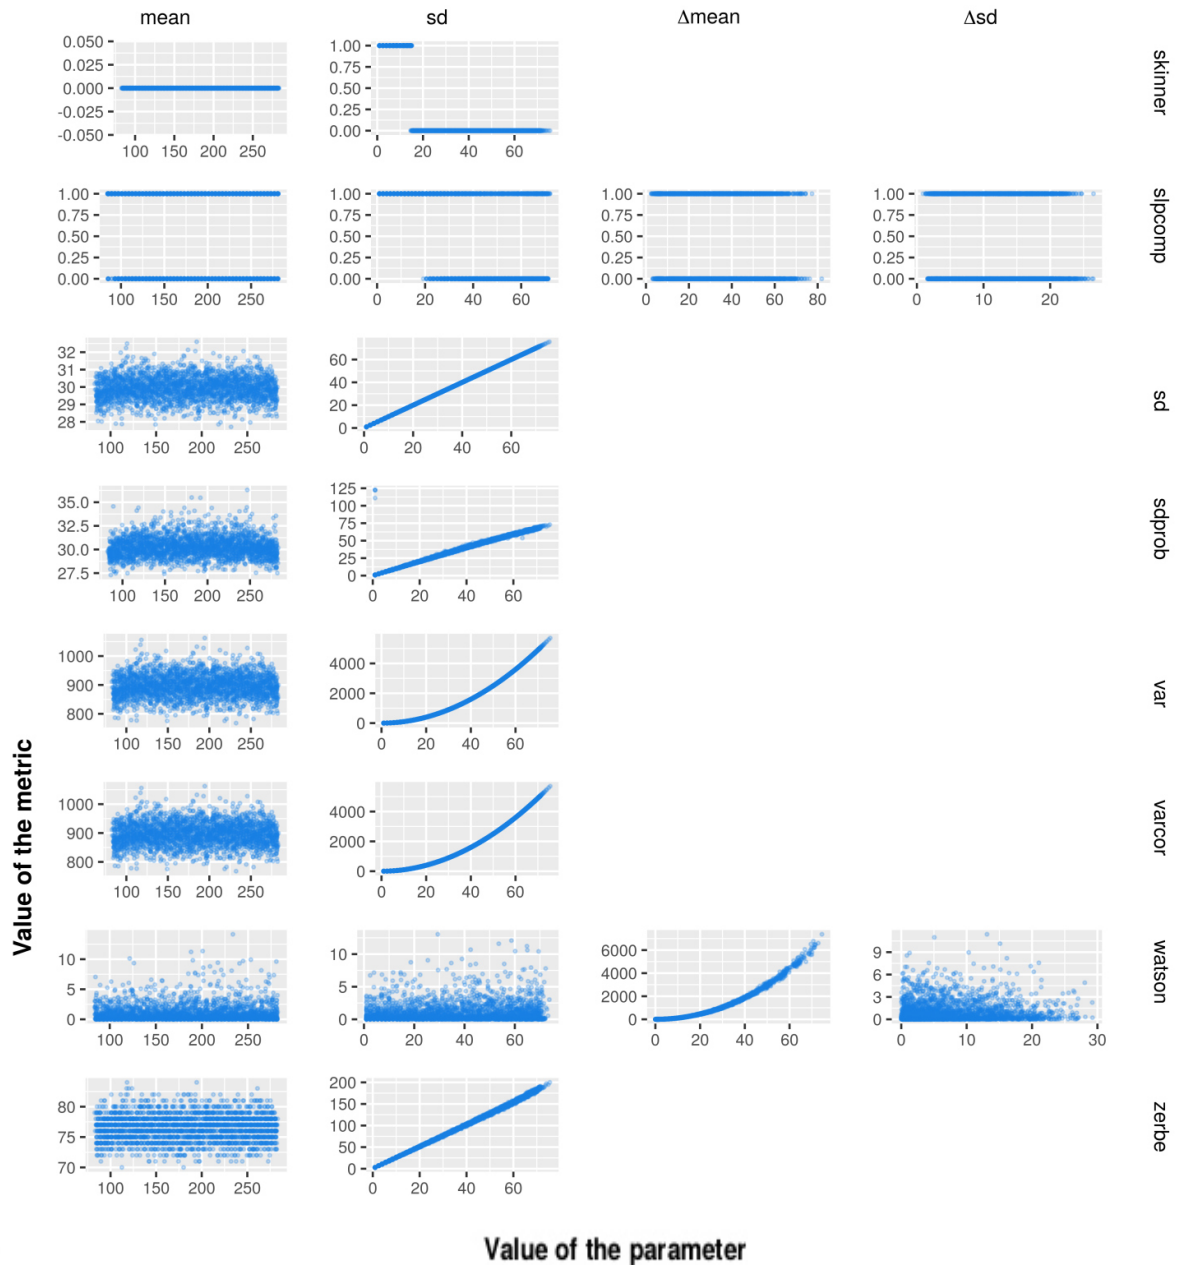 mean sd Δmean Δsd
0.050
0.025
0.000
-0.025
-0.050
100 150 200 250
1.00
0.75
0.50
0.25
0.00
0 20 40 60
skinner
1.00
0.75
0.50
0.25
0.00
100 150 200 250
1.00
0.75
0.50
0.25
0.00
0 20 40 60
1.00
0.75
0.50
0.25
0.00
0 20 40 60 80
1.00
0.75
0.50
0.25
0.00
0 10 20
slpcomp
32
31
30
29
28
100 150 200 250
60
40
20
0
0 20 40 60
sd
35.0
32.5
30.0
27.5
100 150 200 250
125
100
75
50
25
0
0 20 40 60
sdprob
1000
900
800
100 150 200 250
4000
2000
0
0 20 40 60
var
1000
900
800
100 150 200 250
4000
2000
0
0 20 40 60
varcor
10
5
0
100 150 200 250
10
5
0
0 20 40 60
6000
4000
2000
0
0 20 40 60
9
6
3
0
0 10 20 30
watson
80
75
70
100 150 200 250
200
150
100
50
0
0 20 40 60
zerbe
Value of the metric
Value of the parameter